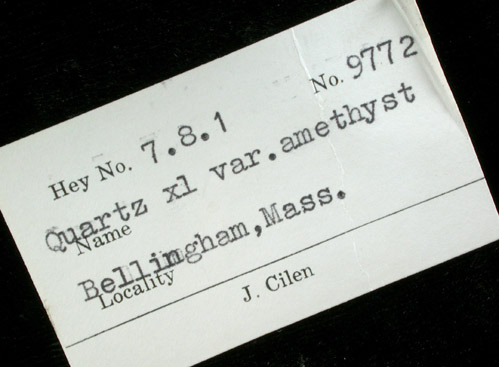 No. 9772
Hey No. 7.8.1
Quartz xl var.amethyst
Name
Bellingham,Mass.
Locality
J. Cilen